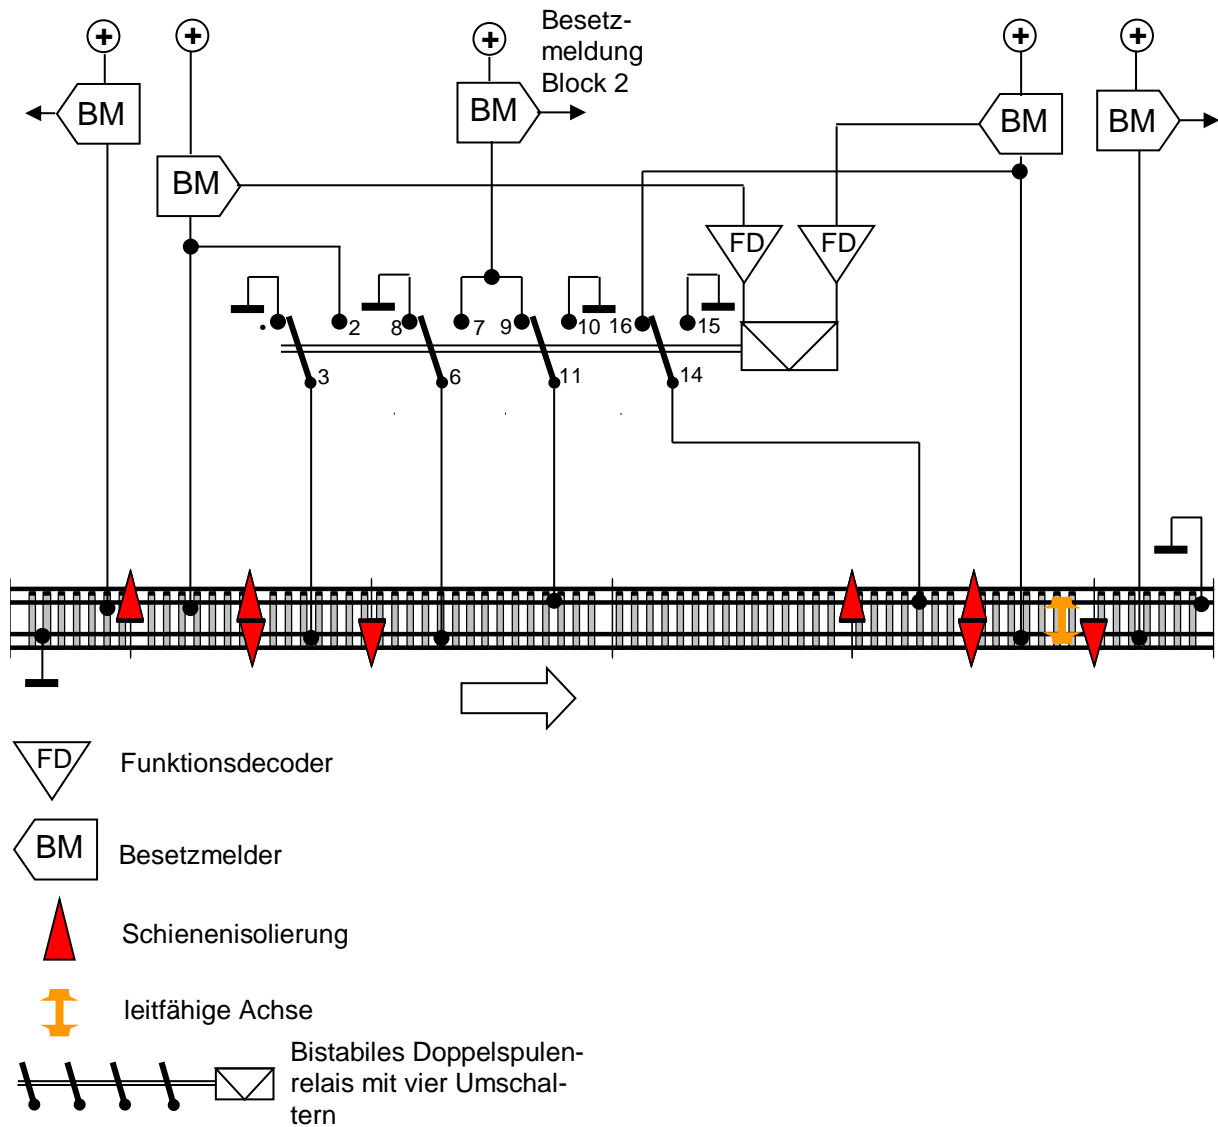 +
+
+
+
+
Besetz-
meldung
Block 2
BM
BM
BM
BM
BM
FD
FD
2
8
7
9
10
16
15
3
6
11
14
FD
Funktionsdecoder
BM
Besetzmelder
Schienenisolierung
leitfähige Achse
Bistabiles Doppelspulen-
relais mit vier Umschal-
tern